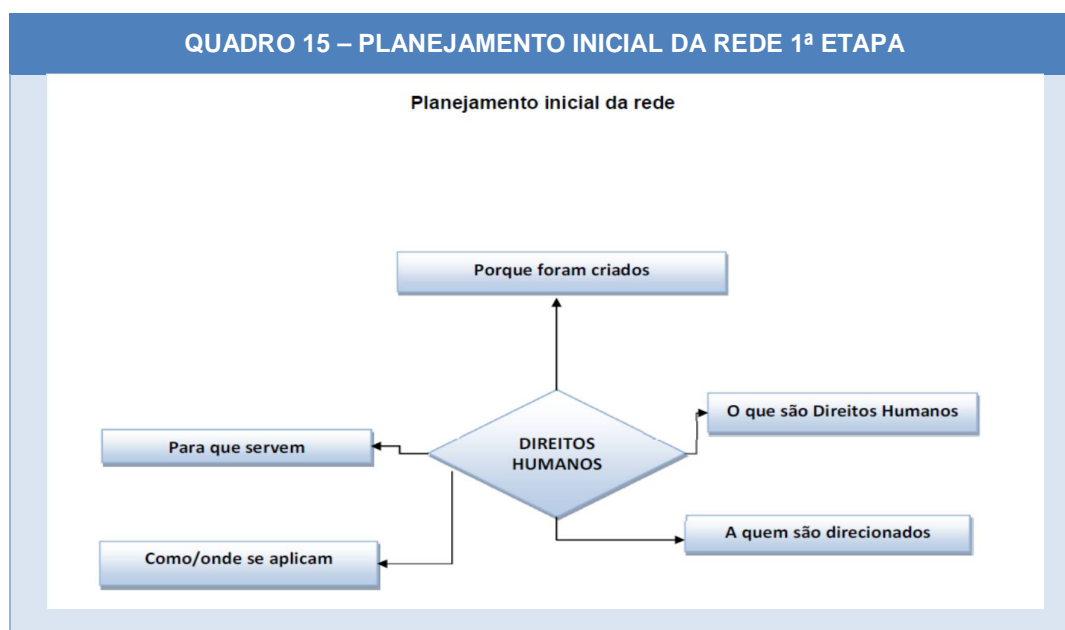 QUADRO 15 – PLANEJAMENTO INICIAL DA REDE 1ª ETAPA
Planejamento inicial da rede
Porque foram criados
O que são Direitos Humanos
Para que servem
DIREITOS
HUMANOS
A quem são direcionados
Como/onde se aplicam